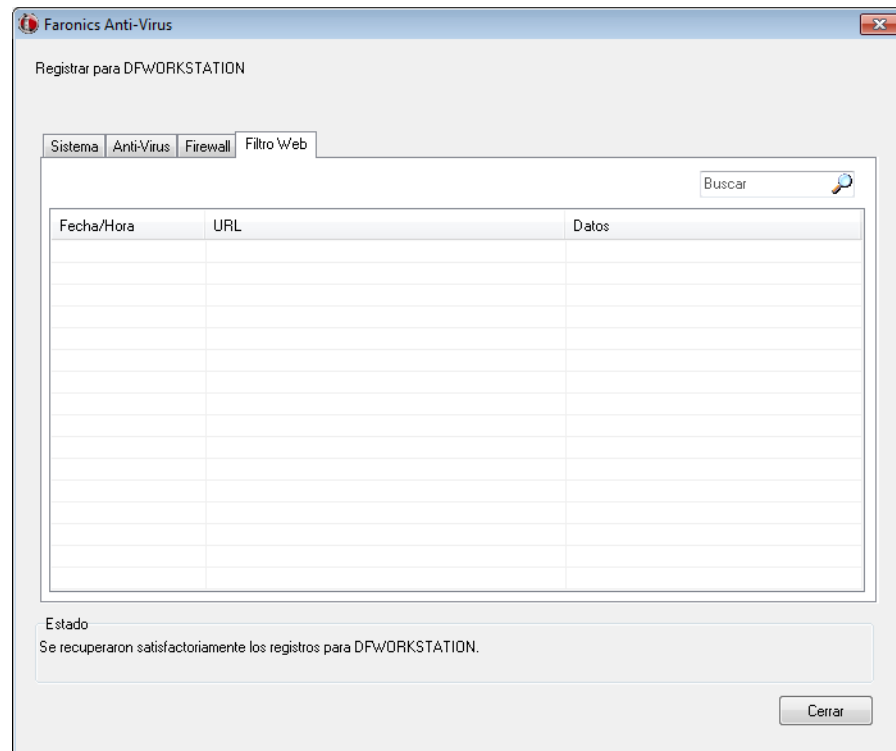 Faronics Anti-Virus
Registrar para DFWORKSTATION
Sistema Anti-Virus Firewall Filtro Web
Buscar
Fecha/Hora URL Datos
Estado
Se recuperaron satisfactoriamente los registros para DFWORKSTATION.
Cerrar